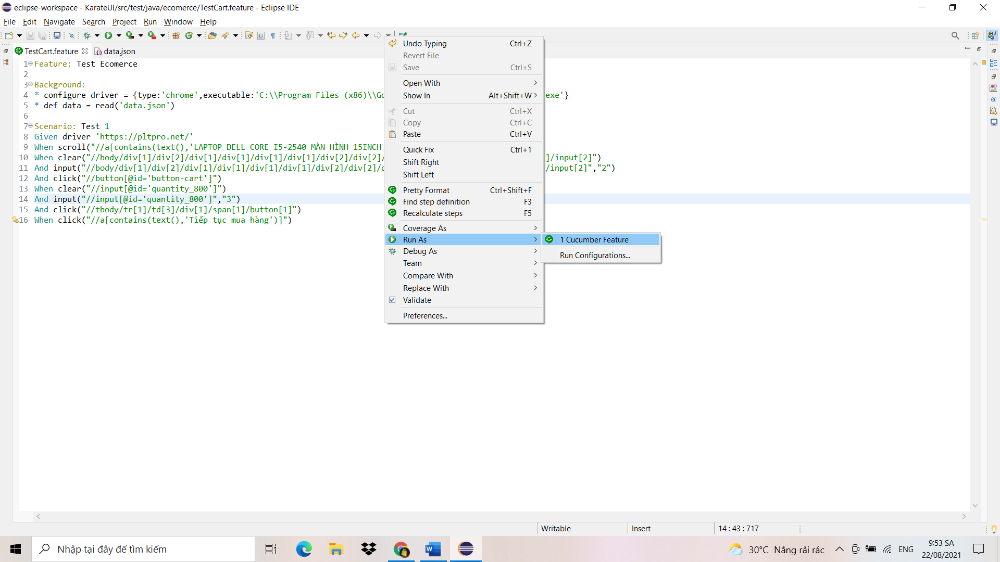 eclipse-workspace - KarateUI/src/test/java/ecomerce/TestCart.feature - Eclipse IDE
File Edit Navigate Search Project Run Window Help
TestCart.feature data.json
1 Feature: Test Ecomerce
2
3 Background:
4 * configure driver = {type:'chrome',executable:'C:\\Program Files (x86)\\Go exe'}
5 * def data = read('data.json')
6
7 Scenario: Test 1
8 Given driver 'https://pltpro.net/'
9 When scroll("//a[contains(text(),'LAPTOP DELL CORE I5-2540 MÀN HÌNH 15INCH
10 When clear("//body/div[1]/div[2]/div[1]/div[1]/div[1]/div[1]/div[2]/div[2]/ ]/input[2]")
11 And input("//body/div[1]/div[2]/div[1]/div[1]/div[1]/div[1]/div[2]/div[2]/d /input[2]","2")
12 And click("//button[@id='button-cart']")
13 When clear("//input[@id='quantity_800']")
14 And input("//input[@id='quantity_800']","3")
15 And click("//tbody/tr[1]/td[3]/div[1]/span[1]/button[1]")
16 When click("//a[contains(text(),'Tiếp tục mua hàng')]")
Undo Typing Ctrl+Z
Revert File
Save Ctrl+S
Open With
Show In Alt+Shift+W
Cut Ctrl+X
Copy Ctrl+C
Paste Ctrl+V
Quick Fix Ctrl+1
Shift Right
Shift Left
Pretty Format Ctrl+Shift+F
Find step definition F3
Recalculate steps F5
Coverage As
Run As
Debug As
Team
Compare With
Replace With
Validate
Preferences...
1 Cucumber Feature
Run Configurations...
Writable Insert 14 : 43 : 717
Nhập tại đây để tìm kiếm
30°C Nắng rải rác
ENG
9:53 SA
22/08/2021